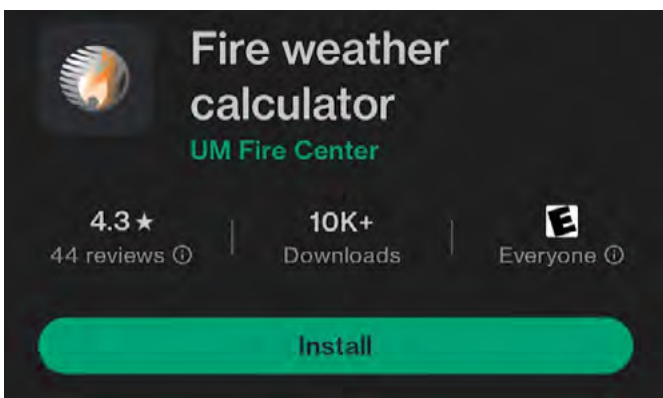 Fire weather
calculator
UM Fire Center
4.3 ★ 10K+ E
44 reviews ⓘ Downloads Everyone ⓘ
Install